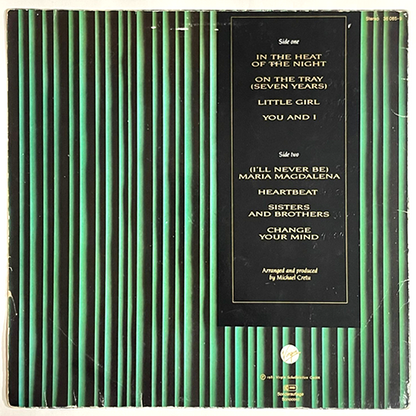 Stereo
Side one
IN THE HEAT
OF THE NIGHT
ON THE TRAY
(SEVEN YEARS)
LITTLE GIRL
YOU AND I
Side two
(I'LL NEVER BE)
MARIA MAGDALENA
HEARTBEAT
SISTERS
AND BROTHERS
CHANGE
YOUR MIND
Arranged and produced
by Michael Cretu